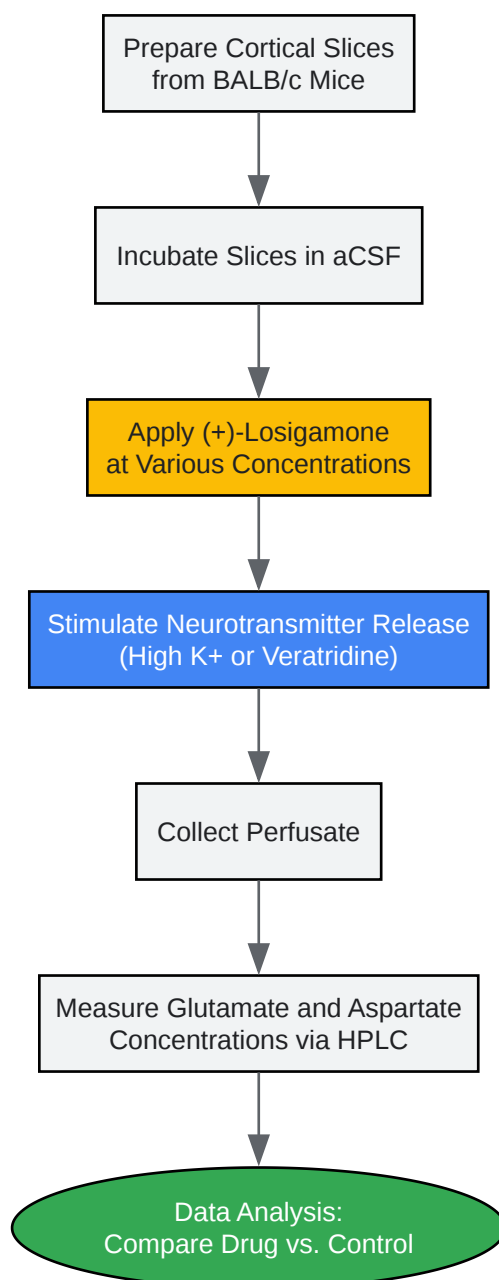 Prepare Cortical Slices
from BALB/c Mice
Incubate Slices in aCSF
Apply (+)-Losigamone
at Various Concentrations
Stimulate Neurotransmitter Release
(High K+ or Veratridine)
Collect Perfusate
Measure Glutamate and Aspartate
Concentrations via HPLC
Data Analysis:
Compare Drug vs. Control